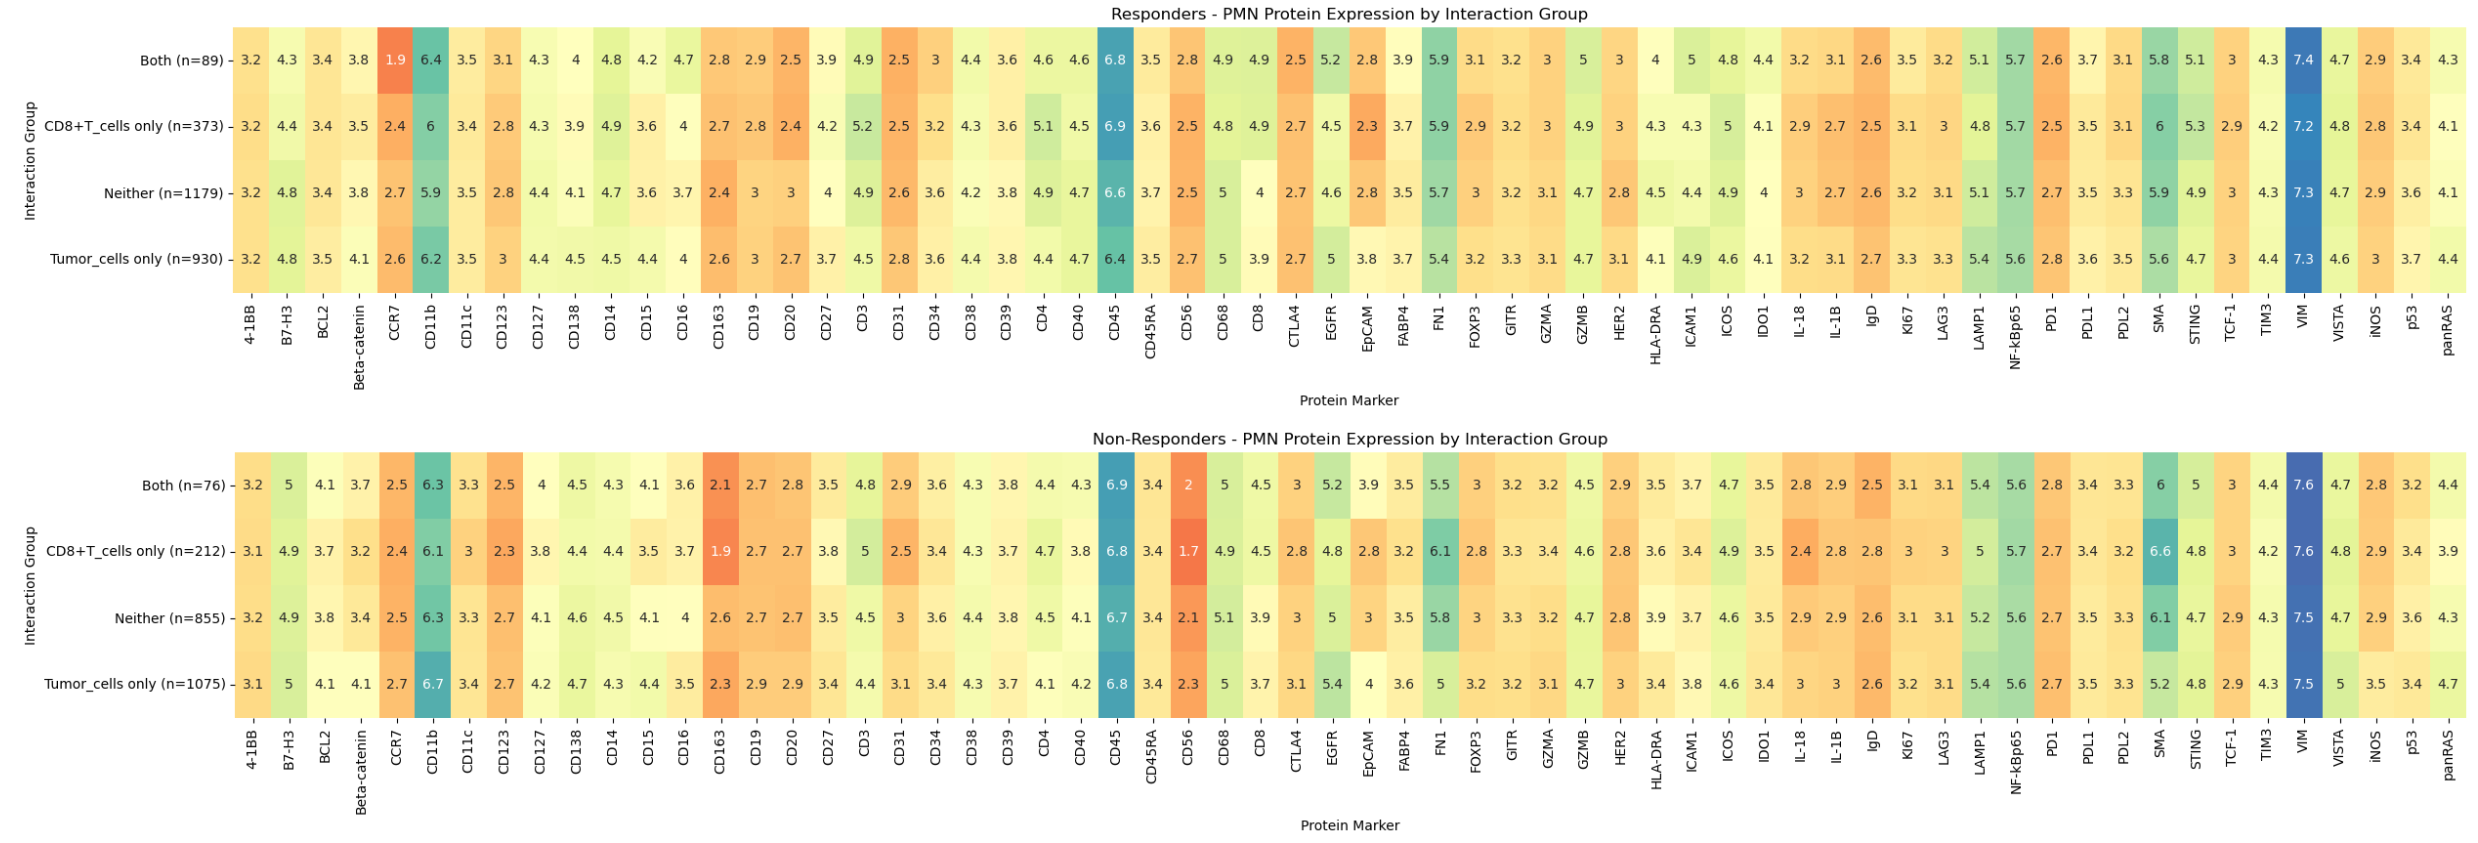 Responders - PMN Protein Expression by Interaction Group
Interaction Group
Both (n=89) 3.2 4.3 3.4 3.8 1.9 6.4 3.5 3.1 4.3 4 4.8 4.2 4.7 2.8 2.9 2.5 3.9 4.9 2.5 3 4.4 3.6 4.6 4.6 6.8 3.5 2.8 4.9 4.9 2.5 5.2 2.8 3.9 5.9 3.1 3.2 3 5 3 4 5 4.8 4.4 3.2 3.1 2.6 3.5 3.2 5.1 5.7 2.6 3.7 3.1 5.8 5.1 3 4.3 7.4 4.7 2.9 3.4 4.3
CD8+T_cells only (n=373) 3.2 4.4 3.4 3.5 2.4 6 3.4 2.8 4.3 3.9 4.9 3.6 4 2.7 2.8 2.4 4.2 5.2 2.5 3.2 4.3 3.6 5.1 4.5 6.9 3.6 2.5 4.8 4.9 2.7 4.5 2.3 3.7 5.9 2.9 3.2 3 4.9 3 4.3 4.3 5 4.1 2.9 2.7 2.5 3.1 3 4.8 5.7 2.5 3.5 3.1 6 5.3 2.9 4.2 7.2 4.8 2.8 3.4 4.1
Neither (n=1179) 3.2 4.8 3.4 3.8 2.7 5.9 3.5 2.8 4.4 4.1 4.7 3.6 3.7 2.4 3 3 4 4.9 2.6 3.6 4.2 3.8 4.9 4.7 6.6 3.7 2.5 5 4 2.7 4.6 2.8 3.5 5.7 3 3.2 3.1 4.7 2.8 4.5 4.4 4.9 4 3 2.7 2.6 3.2 3.1 5.1 5.7 2.7 3.5 3.3 5.9 4.9 3 4.3 7.3 4.7 2.9 3.6 4.1
Tumor_cells only (n=930) 3.2 4.8 3.5 4.1 2.6 6.2 3.5 3 4.4 4.5 4.5 4.4 4 2.6 3 2.7 3.7 4.5 2.8 3.6 4.4 3.8 4.4 4.7 6.4 3.5 2.7 5 3.9 2.7 5 3.8 3.7 5.4 3.2 3.3 3.1 4.7 3.1 4.1 4.9 4.6 4.1 3.2 3.1 2.7 3.3 3.3 5.4 5.6 2.8 3.6 3.5 5.6 4.7 3 4.4 7.3 4.6 3 3.7 4.4
4-1BB B7-H3 BCL2 Beta-catenin CCR7 CD11b CD11c CD123 CD127 CD138 CD14 CD15 CD16 CD163 CD19 CD20 CD27 CD3 CD31 CD34 CD38 CD39 CD4 CD40 CD45 CD45RA CD56 CD68 CD8 CTLA4 EGFR EpCAM FABP4 FN1 FOXP3 GITR GZMA GZMB HER2 HLA-DRA ICAM1 ICOS IDO1 IL-18 IL-1B IgD KI67 LAG3 LAMP1 NF-kBp65 PD1 PDL1 PDL2 SMA STING TCF-1 TIM3 VIM VISTA iNOS p53 panRAS
Protein Marker
Non-Responders - PMN Protein Expression by Interaction Group
Interaction Group
Both (n=76) 3.2 5 4.1 3.7 2.5 6.3 3.3 2.5 4 4.5 4.3 4.1 3.6 2.1 2.7 2.8 3.5 4.8 2.9 3.6 4.3 3.8 4.4 4.3 6.9 3.4 2 5 4.5 3 5.2 3.9 3.5 5.5 3 3.2 3.2 4.5 2.9 3.5 3.7 4.7 3.5 2.8 2.9 2.5 3.1 3.1 5.4 5.6 2.8 3.4 3.3 6 5 3 4.4 7.6 4.7 2.8 3.2 4.4
CD8+T_cells only (n=212) 3.1 4.9 3.7 3.2 2.4 6.1 3 2.3 3.8 4.4 4.4 3.5 3.7 1.9 2.7 2.7 3.8 5 2.5 3.4 4.3 3.7 4.7 3.8 6.8 3.4 1.7 4.9 4.5 2.8 4.8 2.8 3.2 6.1 2.8 3.3 3.4 4.6 2.8 3.6 3.4 4.9 3.5 2.4 2.8 2.8 3 3 5 5.7 2.7 3.4 3.2 6.6 4.8 3 4.2 7.6 4.8 2.9 3.4 3.9
Neither (n=855) 3.2 4.9 3.8 3.4 2.5 6.3 3.3 2.7 4.1 4.6 4.5 4.1 4 2.6 2.7 2.7 3.5 4.5 3 3.6 4.4 3.8 4.5 4.1 6.7 3.4 2.1 5.1 3.9 3 5 3 3.5 5.8 3 3.3 3.2 4.7 2.8 3.9 3.7 4.6 3.5 2.9 2.9 2.6 3.1 3.1 5.2 5.6 2.7 3.5 3.3 6.1 4.7 2.9 4.3 7.5 4.7 2.9 3.6 4.3
Tumor_cells only (n=1075) 3.1 5 4.1 4.1 2.7 6.7 3.4 2.7 4.2 4.7 4.3 4.4 3.5 2.3 2.9 2.9 3.4 4.4 3.1 3.4 4.3 3.7 4.1 4.2 6.8 3.4 2.3 5 3.7 3.1 5.4 4 3.6 5 3.2 3.2 3.1 4.7 3 3.4 3.8 4.6 3.4 3 3 2.6 3.2 3.1 5.4 5.6 2.7 3.5 3.3 5.2 4.8 2.9 4.3 7.5 5 3.5 3.4 4.7
4-1BB B7-H3 BCL2 Beta-catenin CCR7 CD11b CD11c CD123 CD127 CD138 CD14 CD15 CD16 CD163 CD19 CD20 CD27 CD3 CD31 CD34 CD38 CD39 CD4 CD40 CD45 CD45RA CD56 CD68 CD8 CTLA4 EGFR EpCAM FABP4 FN1 FOXP3 GITR GZMA GZMB HER2 HLA-DRA ICAM1 ICOS IDO1 IL-18 IL-1B IgD KI67 LAG3 LAMP1 NF-kBp65 PD1 PDL1 PDL2 SMA STING TCF-1 TIM3 VIM VISTA iNOS p53 panRAS
Protein Marker